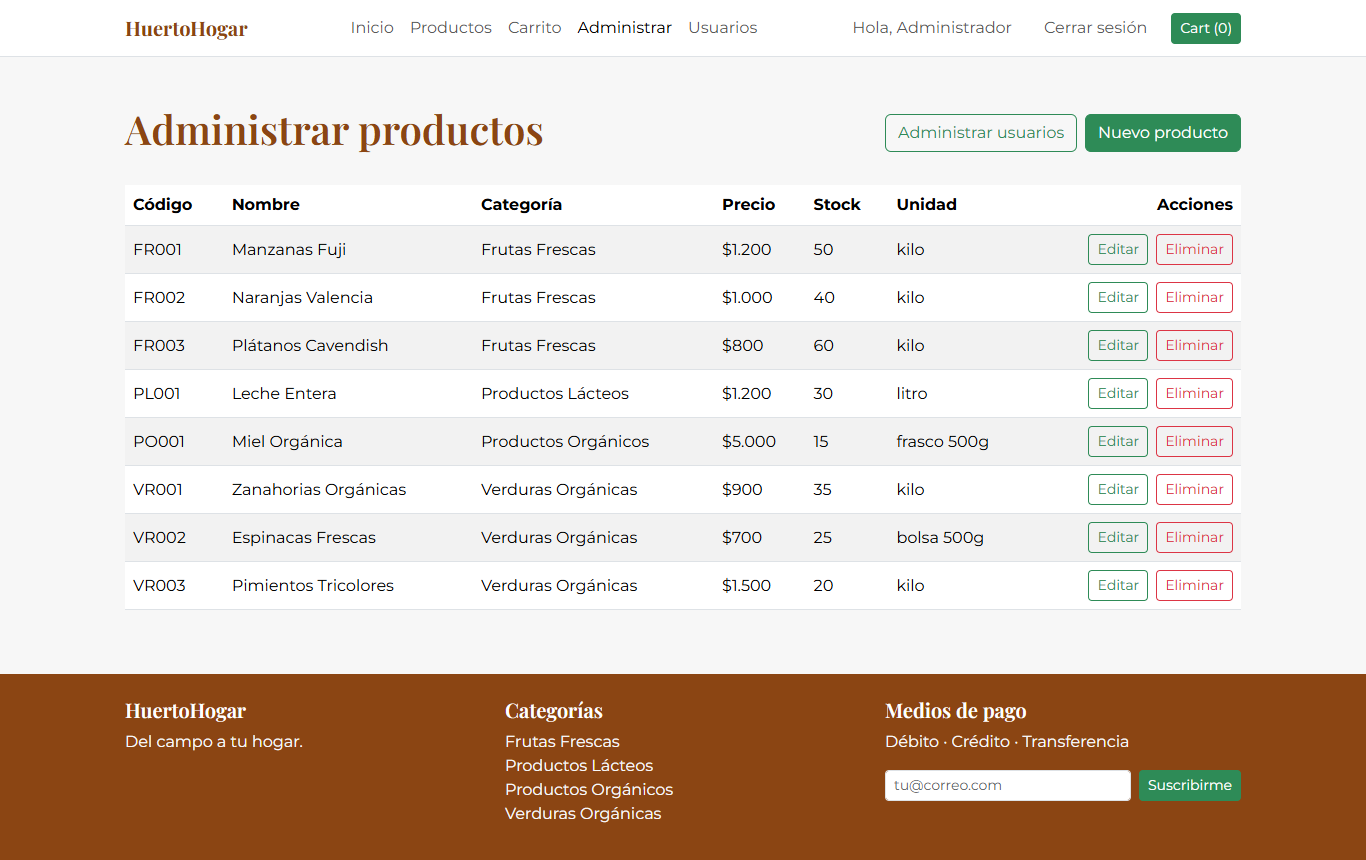 HuertoHogar Inicio Productos Carrito Administrar Usuarios Hola, Administrador Cerrar sesión Cart (0)
Administrar productos Administrar usuarios Nuevo producto
Código Nombre Categoría Precio Stock Unidad Acciones
FR001 Manzanas Fuji Frutas Frescas $1.200 50 kilo Editar Eliminar
FR002 Naranjas Valencia Frutas Frescas $1.000 40 kilo Editar Eliminar
FR003 Plátanos Cavendish Frutas Frescas $800 60 kilo Editar Eliminar
PL001 Leche Entera Productos Lácteos $1.200 30 litro Editar Eliminar
PO001 Miel Orgánica Productos Orgánicos $5.000 15 frasco 500g Editar Eliminar
VR001 Zanahorias Orgánicas Verduras Orgánicas $900 35 kilo Editar Eliminar
VR002 Espinacas Frescas Verduras Orgánicas $700 25 bolsa 500g Editar Eliminar
VR003 Pimientos Tricolores Verduras Orgánicas $1.500 20 kilo Editar Eliminar
HuertoHogar
Del campo a tu hogar.
Categorías
Frutas Frescas
Productos Lácteos
Productos Orgánicos
Verduras Orgánicas
Medios de pago
Débito · Crédito · Transferencia
tu@correo.com Suscribirme